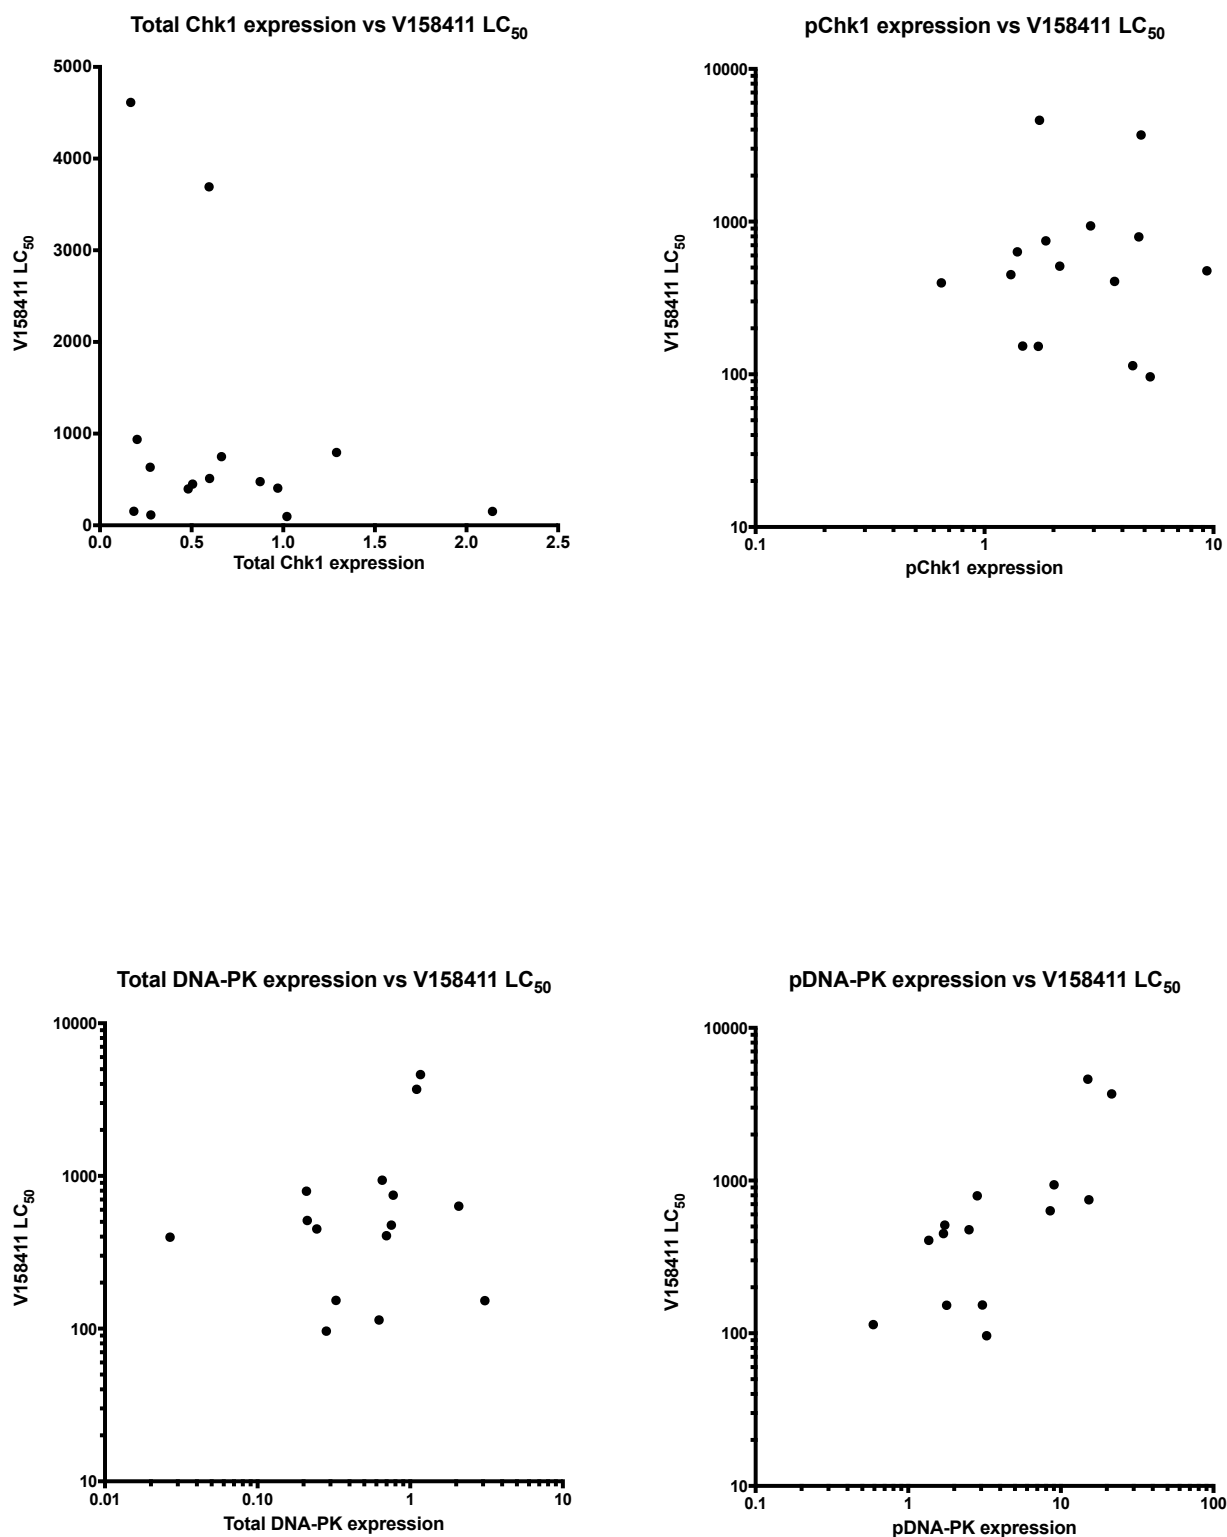 Total Chk1 expression vs V158411 LC50
5000
4000
3000
2000
1000
0
V158411 LC50
0.0 0.5 1.0 1.5 2.0 2.5
Total Chk1 expression
pChk1 expression vs V158411 LC50
10000
1000
100
10
V158411 LC50
0.1 1 10
pChk1 expression
Total DNA-PK expression vs V158411 LC50
10000
1000
100
10
V158411 LC50
0.01 0.10 1 10
Total DNA-PK expression
pDNA-PK expression vs V158411 LC50
10000
1000
100
10
V158411 LC50
0.1 1 10 100
pDNA-PK expression